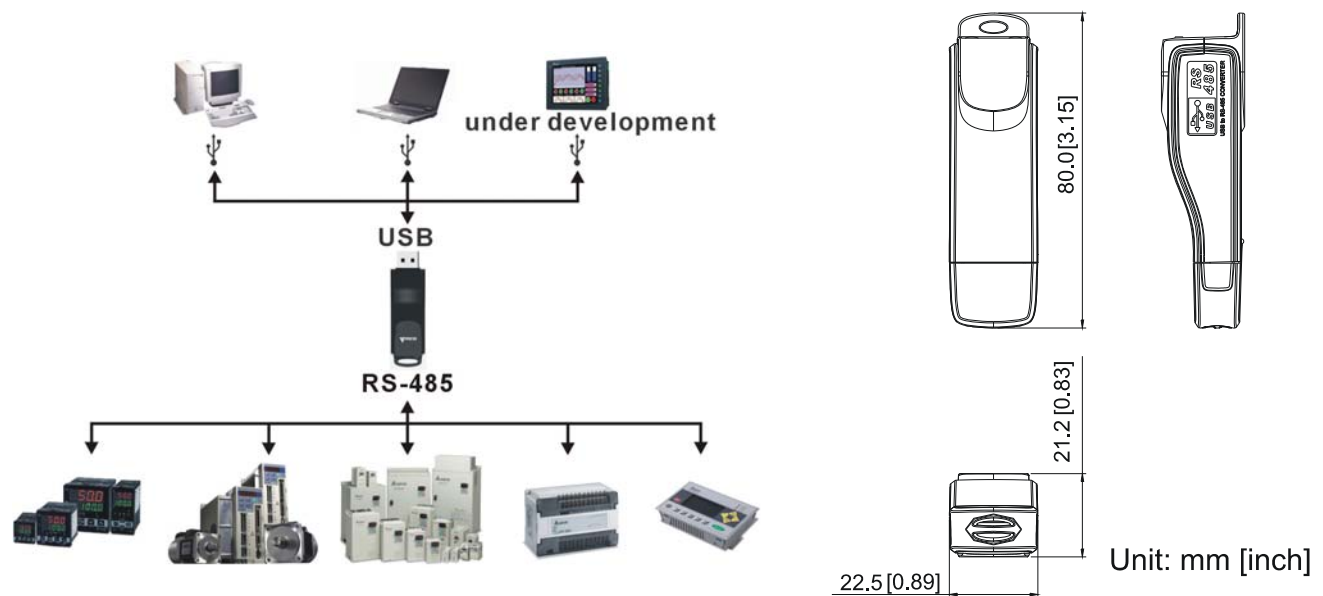 under development
USB
RS-485
80.0[3.15]
RS
USB 485
USB to RS-485 CONVERTER
21.2 [0.83]
22.5 [0.89]
Unit: mm [inch]